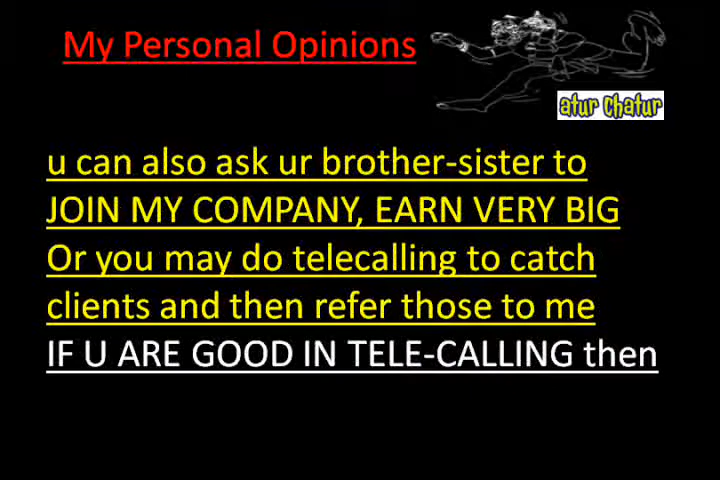 My Personal Opinions
atur chatur
u can also ask ur brother-sister to
JOIN MY COMPANY, EARN VERY BIG
Or you may do telecalling to catch
clients and then refer those to me
IF U ARE GOOD IN TELE-CALLING then